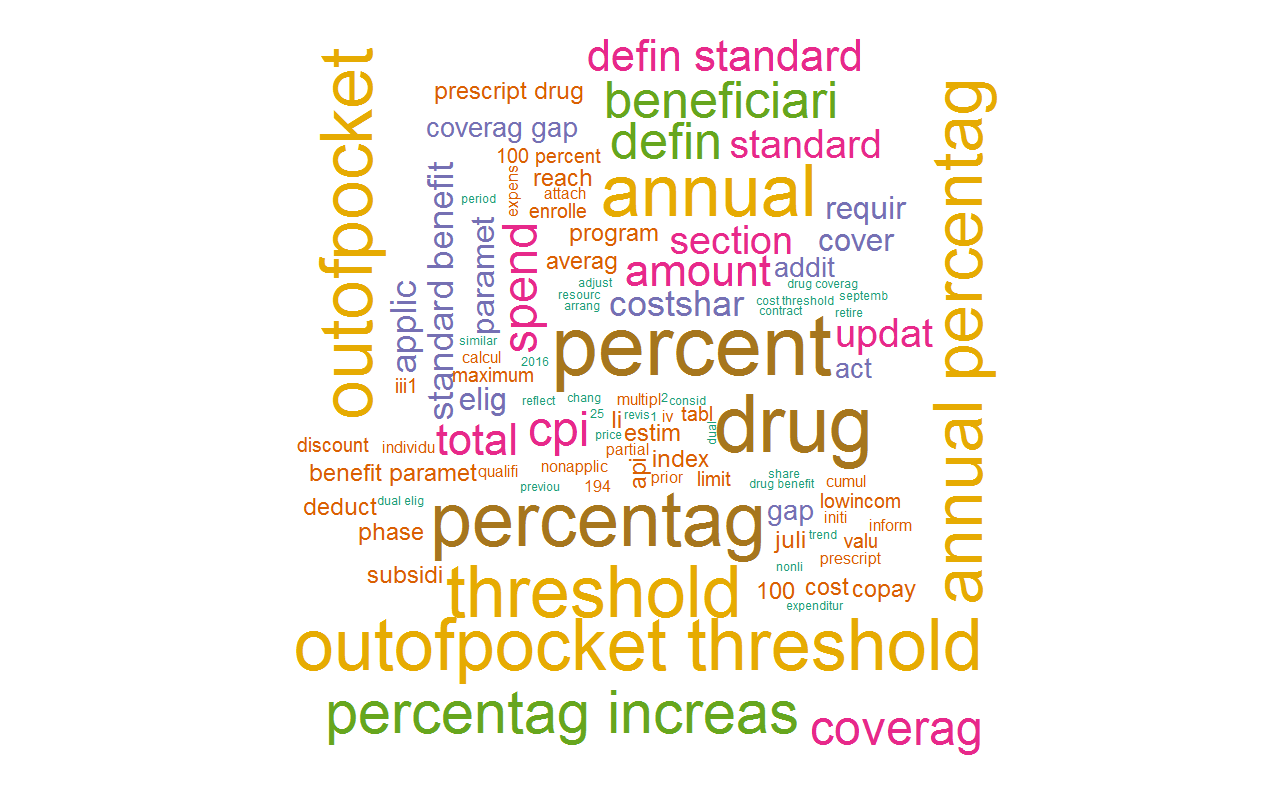 defin standard
outofpocket
prescript drug
beneficiari
annual percentag
coverag gap
defin
standard
100 percent
standard benefit
reach
expens
attach
annual
period
enrolle
requir
paramet
program
section
cover
spend
averag
amount
addit
applic
adjust
drug coverag
resourc
arrang
costshar
cost threshold
septemb
contract
retire
similar
percent
updat
calcul
2016
act
iii1
maximum
elig
reflect
chang
multipl
2
consid
25
li
revis
1
iv
tabl
drug
total
cpi
price
estim
dual
discount
individu
partial
index
benefit paramet
qualifi
nonapplic
api
prior
limit
share
drug benefit
cumul
previou
194
deduct
dual elig
percentag
gap
lowincom
initi
inform
phase
juli
trend
valu
prescript
subsidi
threshold
nonli
100
cost
copay
expenditur
outofpocket threshold
percentag increas
coverag